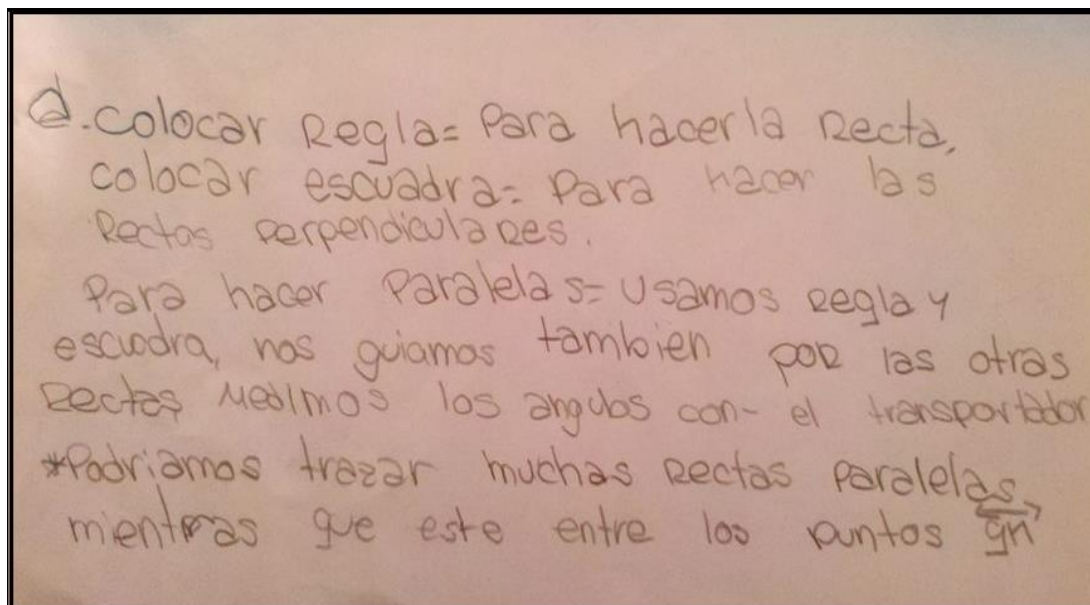 d. Colocar Regla= Para hacer la Recta,
colocar escuadra= Para hacer las
Rectas perpendiculares.
Para hacer Paralelas= Usamos Regla y
escuadra, nos guiamos tambien por las otras
Rectas Medimos los angulos con- el transportador
*Podriamos trazar muchas Rectas Paralelas
mientras que este entre los puntos